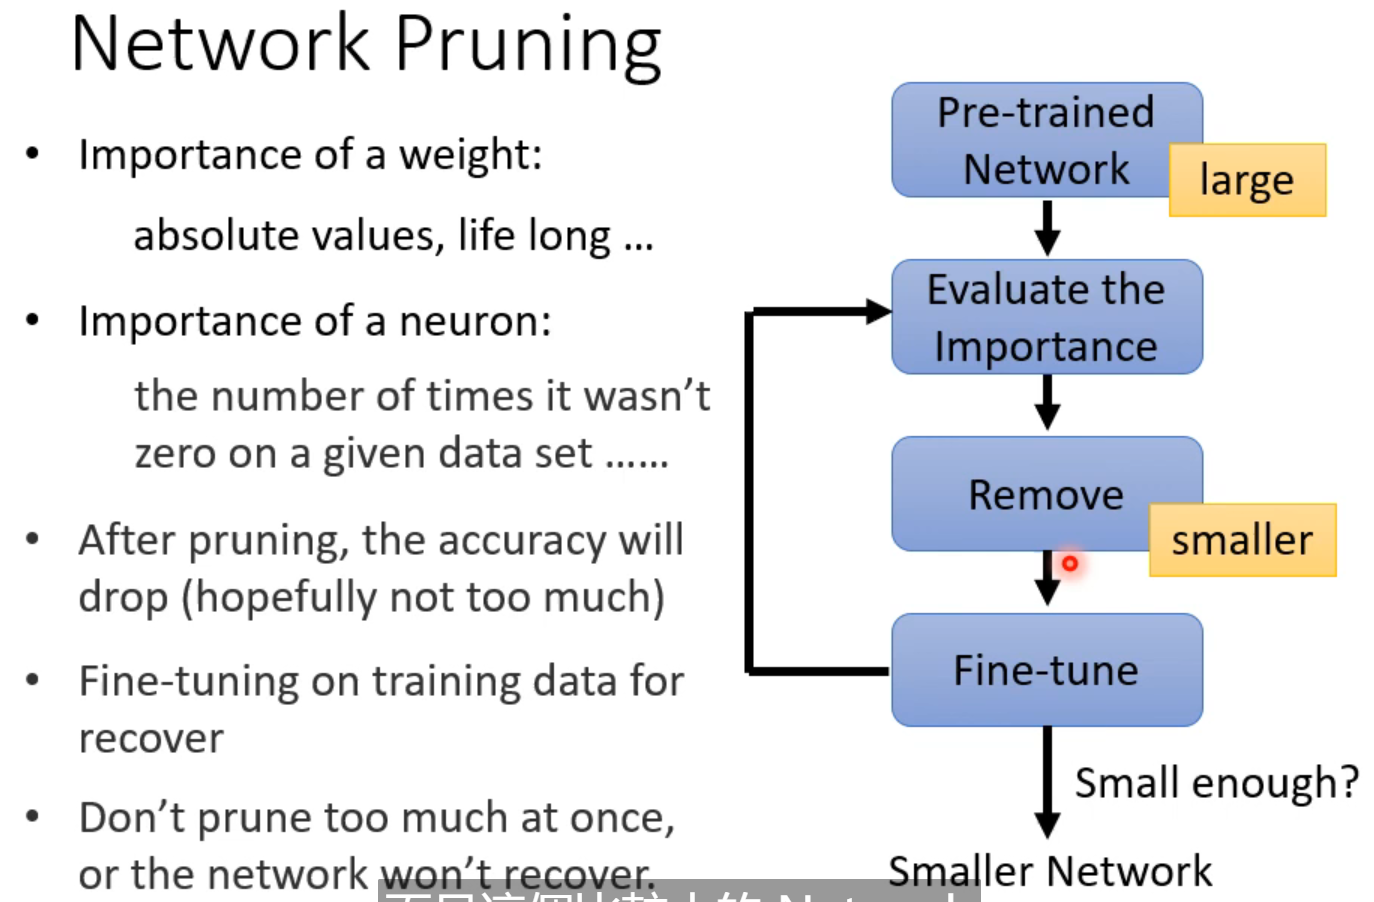 Network Pruning
• Importance of a weight:
absolute values, life long ...
• Importance of a neuron:
the number of times it wasn't
zero on a given data set ......
• After pruning, the accuracy will
drop (hopefully not too much)
• Fine-tuning on training data for
recover
• Don't prune too much at once,
or the network won't recover.
Pre-trained
Network
large
Evaluate the
Importance
Remove
smaller
Fine-tune
Small enough?
Smaller Network